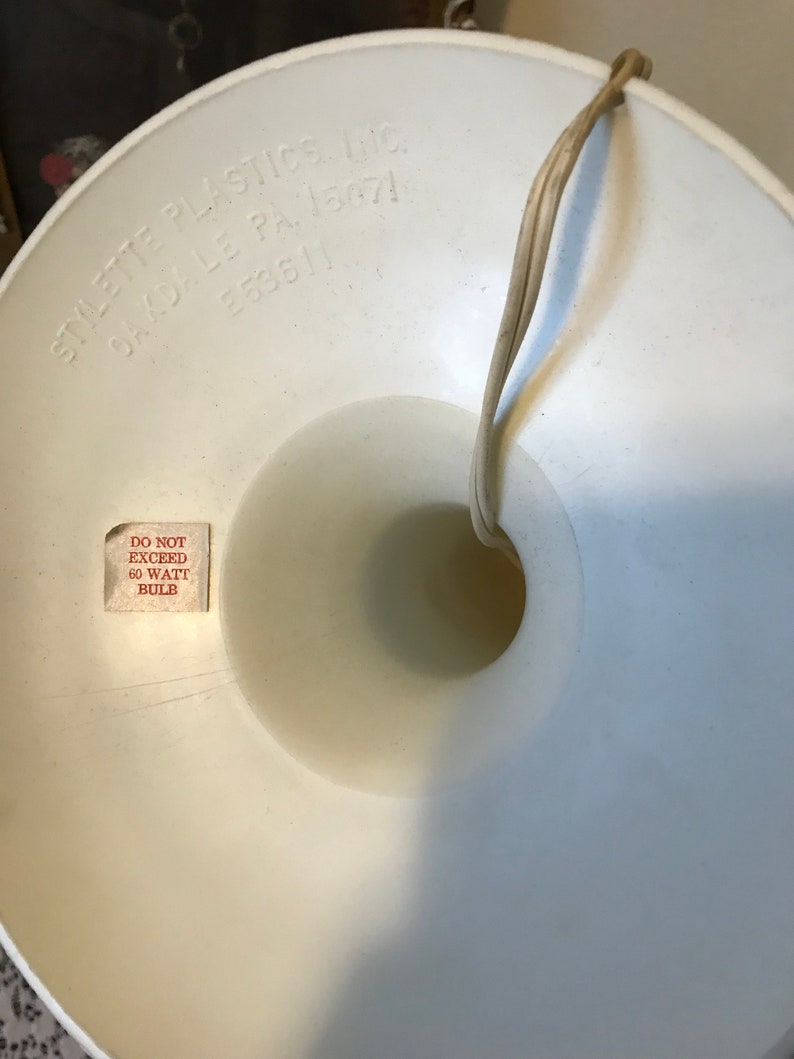 STYLETTE PLASTICS INC.
OAKDALE PA. 15071
E53611
DO NOT
EXCEED
60 WATT
BULB